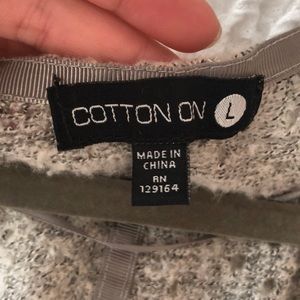 COTTON ON L
MADE IN
CHINA
RN
129164